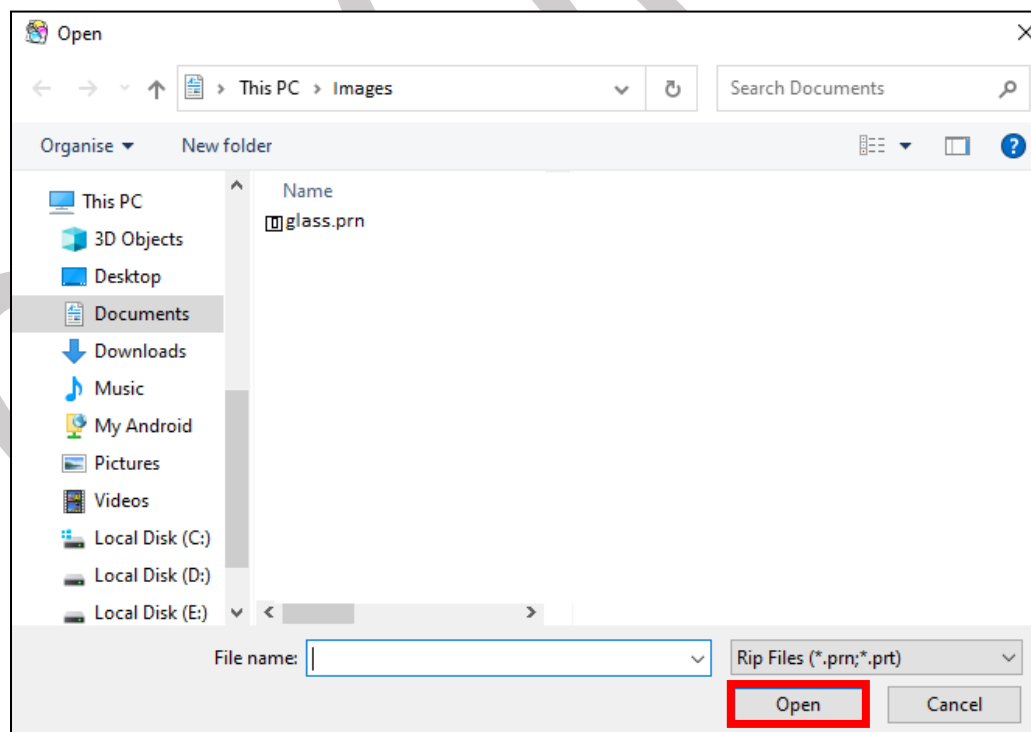 Open
This PC > Images
Search Documents
Organise
New folder
?
This PC
3D Objects
Desktop
Documents
Downloads
Music
My Android
Pictures
Videos
Local Disk (C:)
Local Disk (D:)
Local Disk (E:)
Name
glass.prn
File name:
Rip Files (*.prn;*.prt)
Open
Cancel